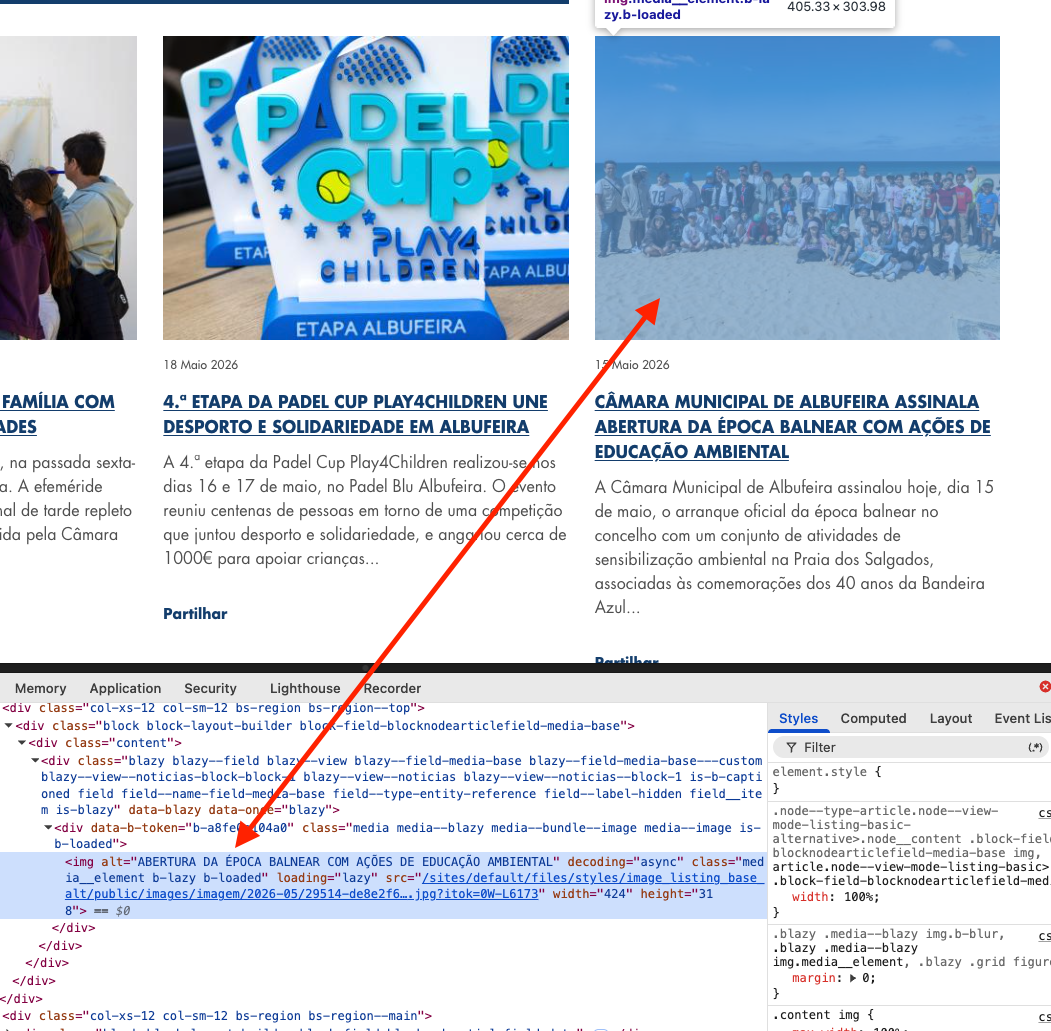 img.media__element.b-la
zy.b-loaded
405.33 × 303.98
PADEL
CUP
PLAY4
CHILDREN
ETAPA ALBUFEIRA
18 Maio 2026
15 Maio 2026
FAMÍLIA COM
ADES
, na passada sexta-
a. A efeméride
nal de tarde repleto
ida pela Câmara
4.ª ETAPA DA PADEL CUP PLAY4CHILDREN UNE
DESPORTO E SOLIDARIEDADE EM ALBUFEIRA
A 4.ª etapa da Padel Cup Play4Children realizou-se nos
dias 16 e 17 de maio, no Padel Blu Albufeira. O evento
reuniu centenas de pessoas em torno de uma competição
que juntou desporto e solidariedade, e angariou cerca de
1000€ para apoiar crianças...
Partilhar
CÂMARA MUNICIPAL DE ALBUFEIRA ASSINALA
ABERTURA DA ÉPOCA BALNEAR COM AÇÕES DE
EDUCAÇÃO AMBIENTAL
A Câmara Municipal de Albufeira assinalou hoje, dia 15
de maio, o arranque oficial da época balnear no
concelho com um conjunto de atividades de
sensibilização ambiental na Praia dos Salgados,
associadas às comemorações dos 40 anos da Bandeira
Azul...
Partilhar
Memory Application Security Lighthouse Recorder
<div class="col-xs-12 col-sm-12 bs-region bs-region--top">
<div class="block block-layout-builder block-field-blocknodearticlefield-media-base">
<div class="content">
<div class="blazy blazy--field blazy--view blazy--field-media-base blazy--field-media-base---custom
blazy--view--noticias-block-block-1 blazy--view--noticias blazy--view--noticias--block-1 is-b-capti
oned field field--name-field-media-base field--type-entity-reference field--label-hidden field__ite
m is-blazy" data-blazy data-once="blazy">
<div data-b-token="b-a8fe0 104a0" class="media media--blazy media--bundle--image media--image is-
b-loaded">
<img alt="ABERTURA DA ÉPOCA BALNEAR COM AÇÕES DE EDUCAÇÃO AMBIENTAL" decoding="async" class="med
ia__element b-lazy b-loaded" loading="lazy" src="/sites/default/files/styles/image_listing_base_
alt/public/images/imagem/2026-05/29514-de8e2f6….jpg?itok=0W-L6173" width="424" height="31
8"> == $0
</div>
</div>
</div>
</div>
</div>
<div class="col-xs-12 col-sm-12 bs-region bs-region--main">
Styles Computed Layout Event Lis
Filter
(.*)
element.style {
}
.node--type-article.node--view-
mode-listing-basic-
alternative>.node__content .block-fiel
blocknodearticlefield-media-base img,
article.node--view-mode-listing-basic>
.block-field-blocknodearticlefield-med
width: 100%;
}
.blazy .media--blazy img.b-blur,
.blazy .media--blazy
img.media__element, .blazy .grid figur
margin: 0;
}
.content img {
cs